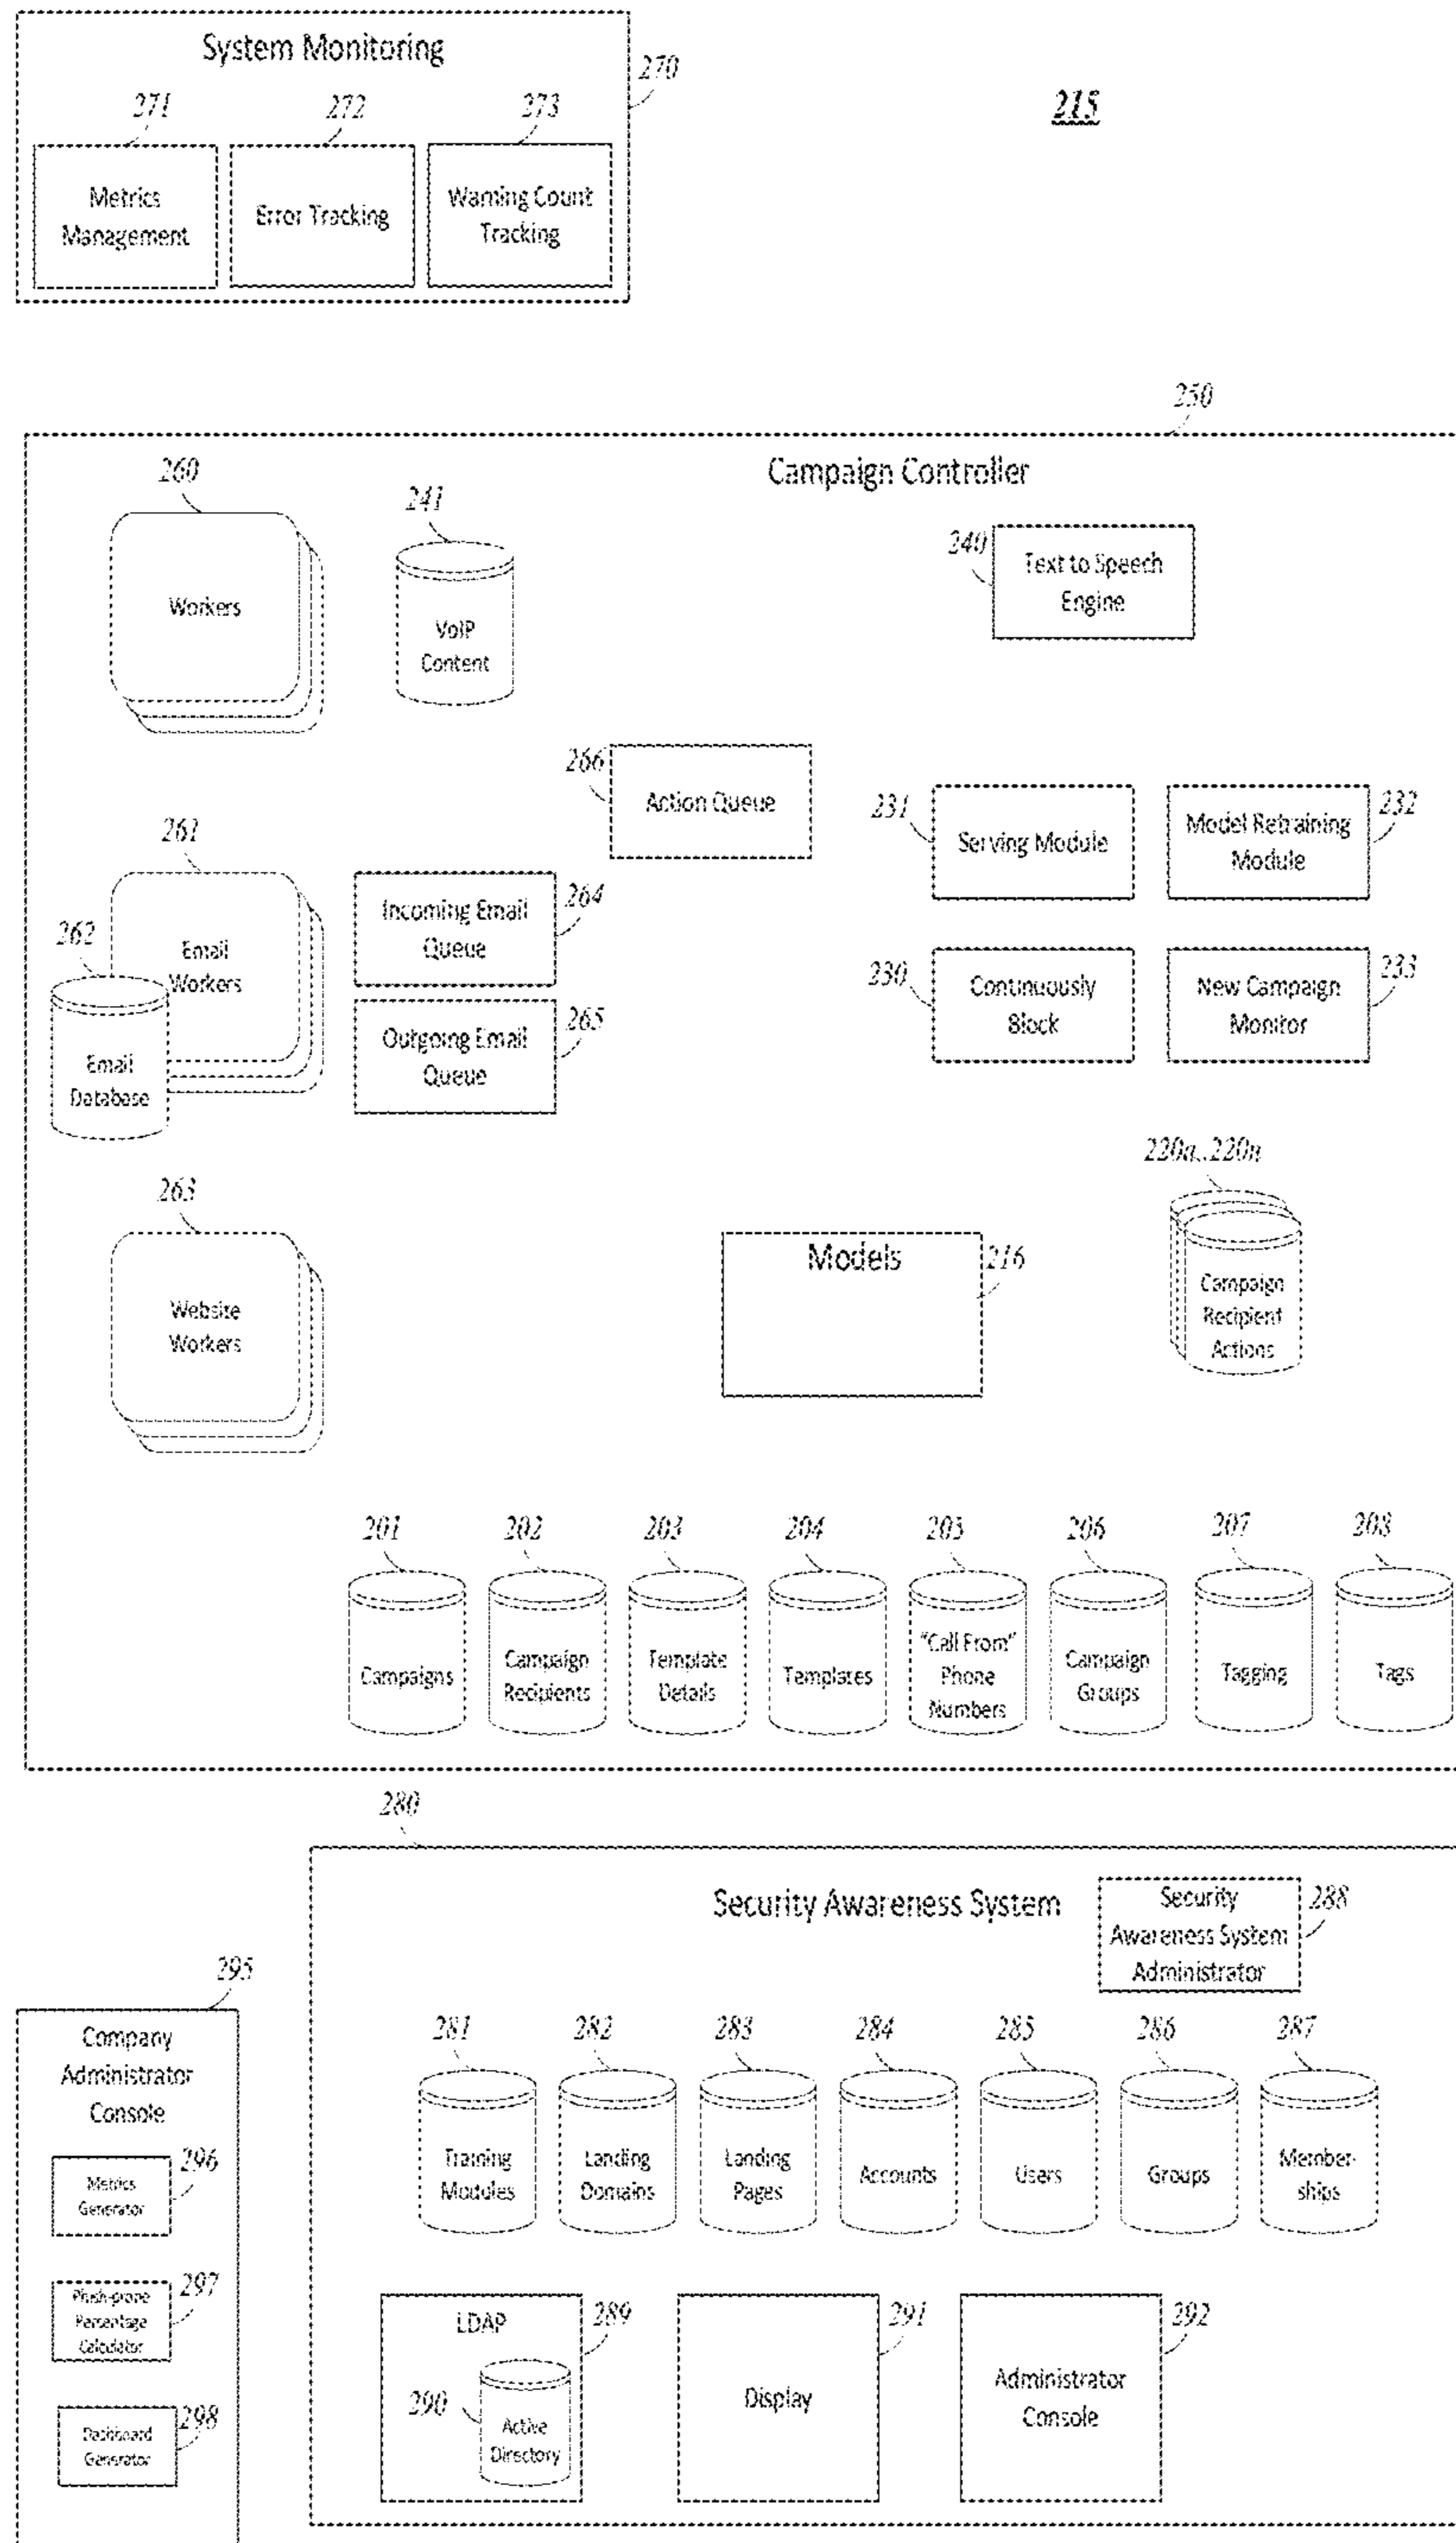 System Monitoring
270
215
271
272
273
Metrics
Management
Error Tracking
Warning Count
Tracking
250
Campaign Controller
260
Workers
241
VoIP
Content
240
Text to Speech
Engine
266
Action Queue
231
Serving Module
Model Retraining
Module
232
261
Email
Workers
262
Email
Database
Incoming Email
Queue
264
Outgoing Email
Queue
265
230
Continuously
Block
New Campaign
Monitor
233
263
Website
Workers
Models
216
220a..220n
Campaign
Recipient
Actions
201
202
203
204
205
206
207
208
Campaigns
Campaign
Recipients
Template
Details
Templates
"Call From"
Phone
Numbers
Campaign
Groups
Tagging
Tags
280
Security Awareness System
Security
Awareness System
Administrator
288
281
282
283
284
285
286
287
Training
Modules
Landing
Domains
Landing
Pages
Accounts
Users
Groups
Member-
ships
LDAP
289
290
Active
Directory
Display
291
Administrator
Console
292
295
Company
Administrator
Console
Metrics
Generator
296
Phish-prone
Percentage
Calculator
297
Dashboard
Generator
298